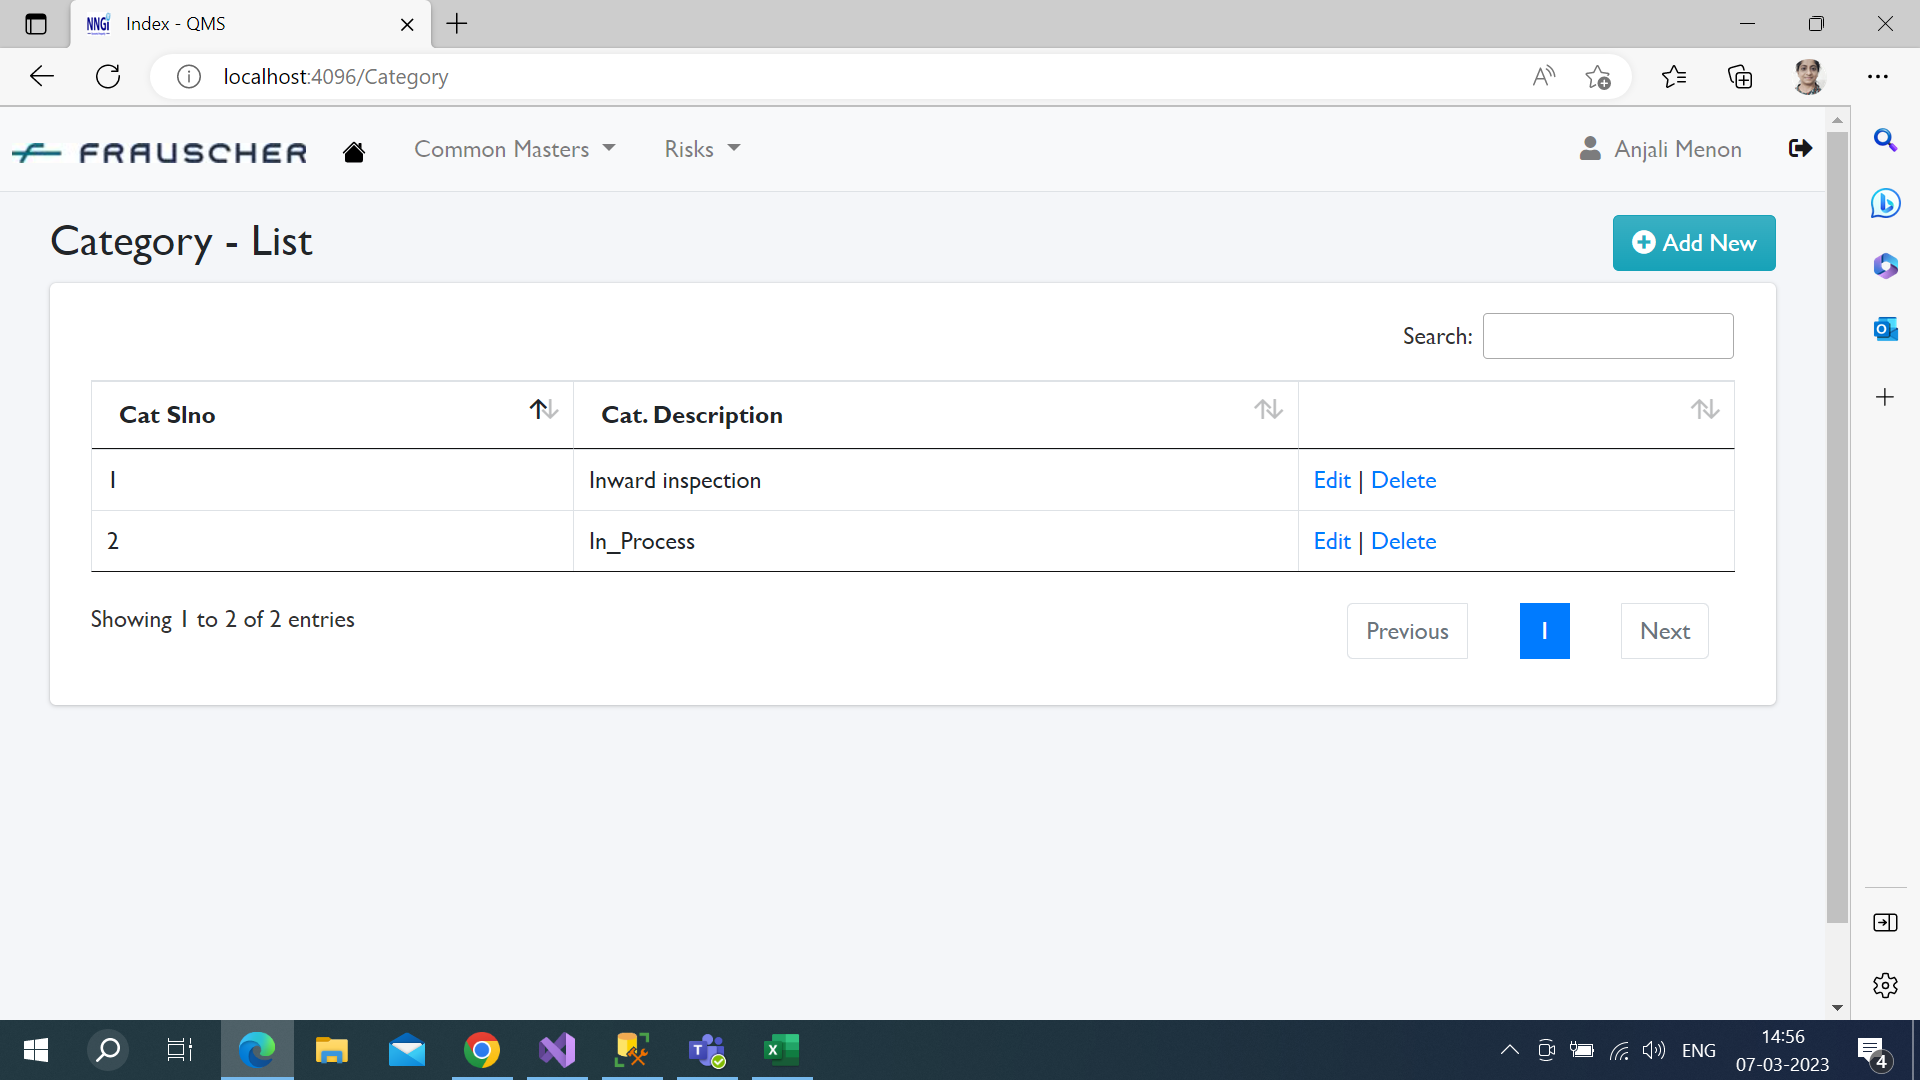 NNGi
Index - QMS
localhost:4096/Category
FRAUSCHER
Common Masters
Risks
Anjali Menon
Category - List
Add New
Search:
Cat Slno
Cat. Description
1
Inward inspection
Edit | Delete
2
In_Process
Edit | Delete
Showing 1 to 2 of 2 entries
Previous
1
Next
ENG
14:56
07-03-2023
4